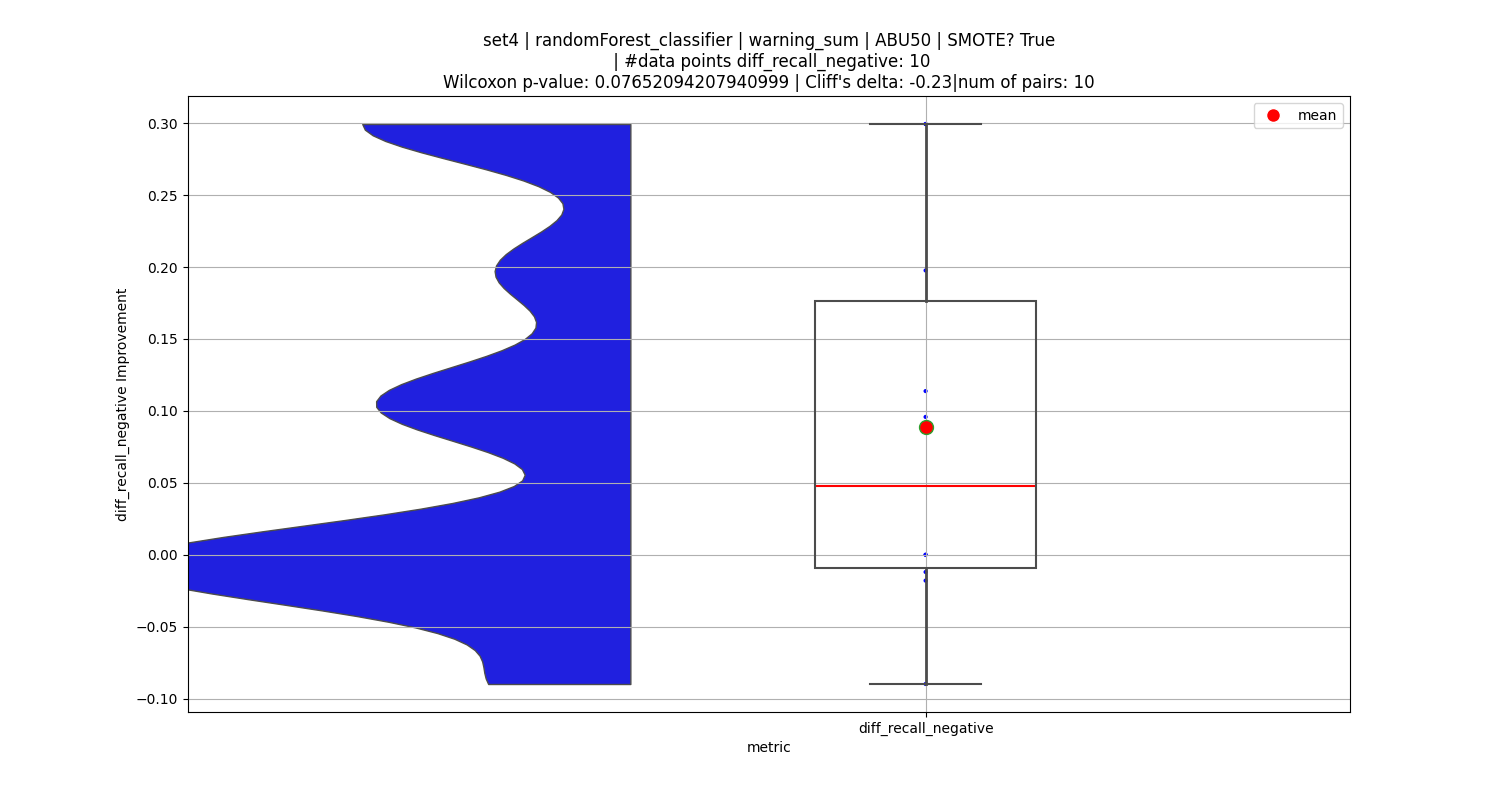 set4 | randomForest_classifier | warning_sum | ABU50 | SMOTE? True
| #data points diff_recall_negative: 10
Wilcoxon p-value: 0.07652094207940999 | Cliff's delta: -0.23|num of pairs: 10
mean
0.30
0.25
0.20
0.15
0.10
0.05
0.00
−0.05
−0.10
diff_recall_negative Improvement
diff_recall_negative
metric